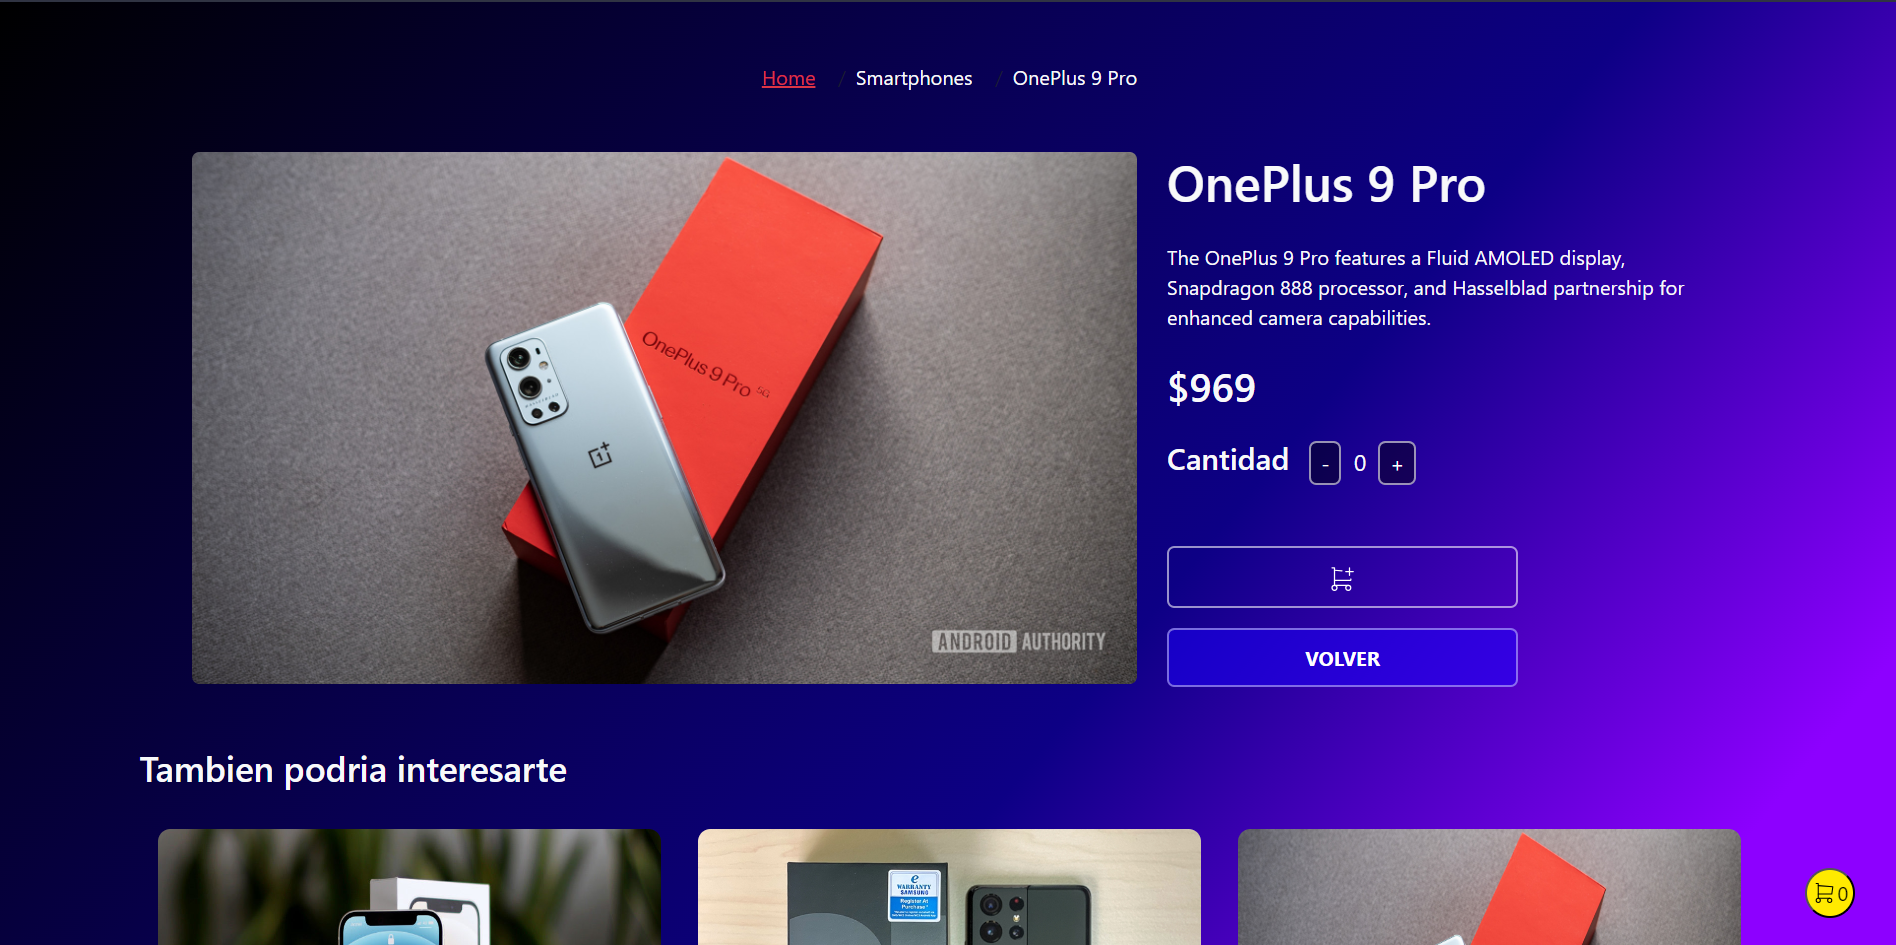 Home / Smartphones / OnePlus 9 Pro
OnePlus 9 Pro 5G
ANDROID AUTHORITY
OnePlus 9 Pro
The OnePlus 9 Pro features a Fluid AMOLED display,
Snapdragon 888 processor, and Hasselblad partnership for
enhanced camera capabilities.
$969
Cantidad - 0 +
VOLVER
Tambien podria interesarte
e
WARRANTY
SAMSUNG
Register At
Purchase*
0